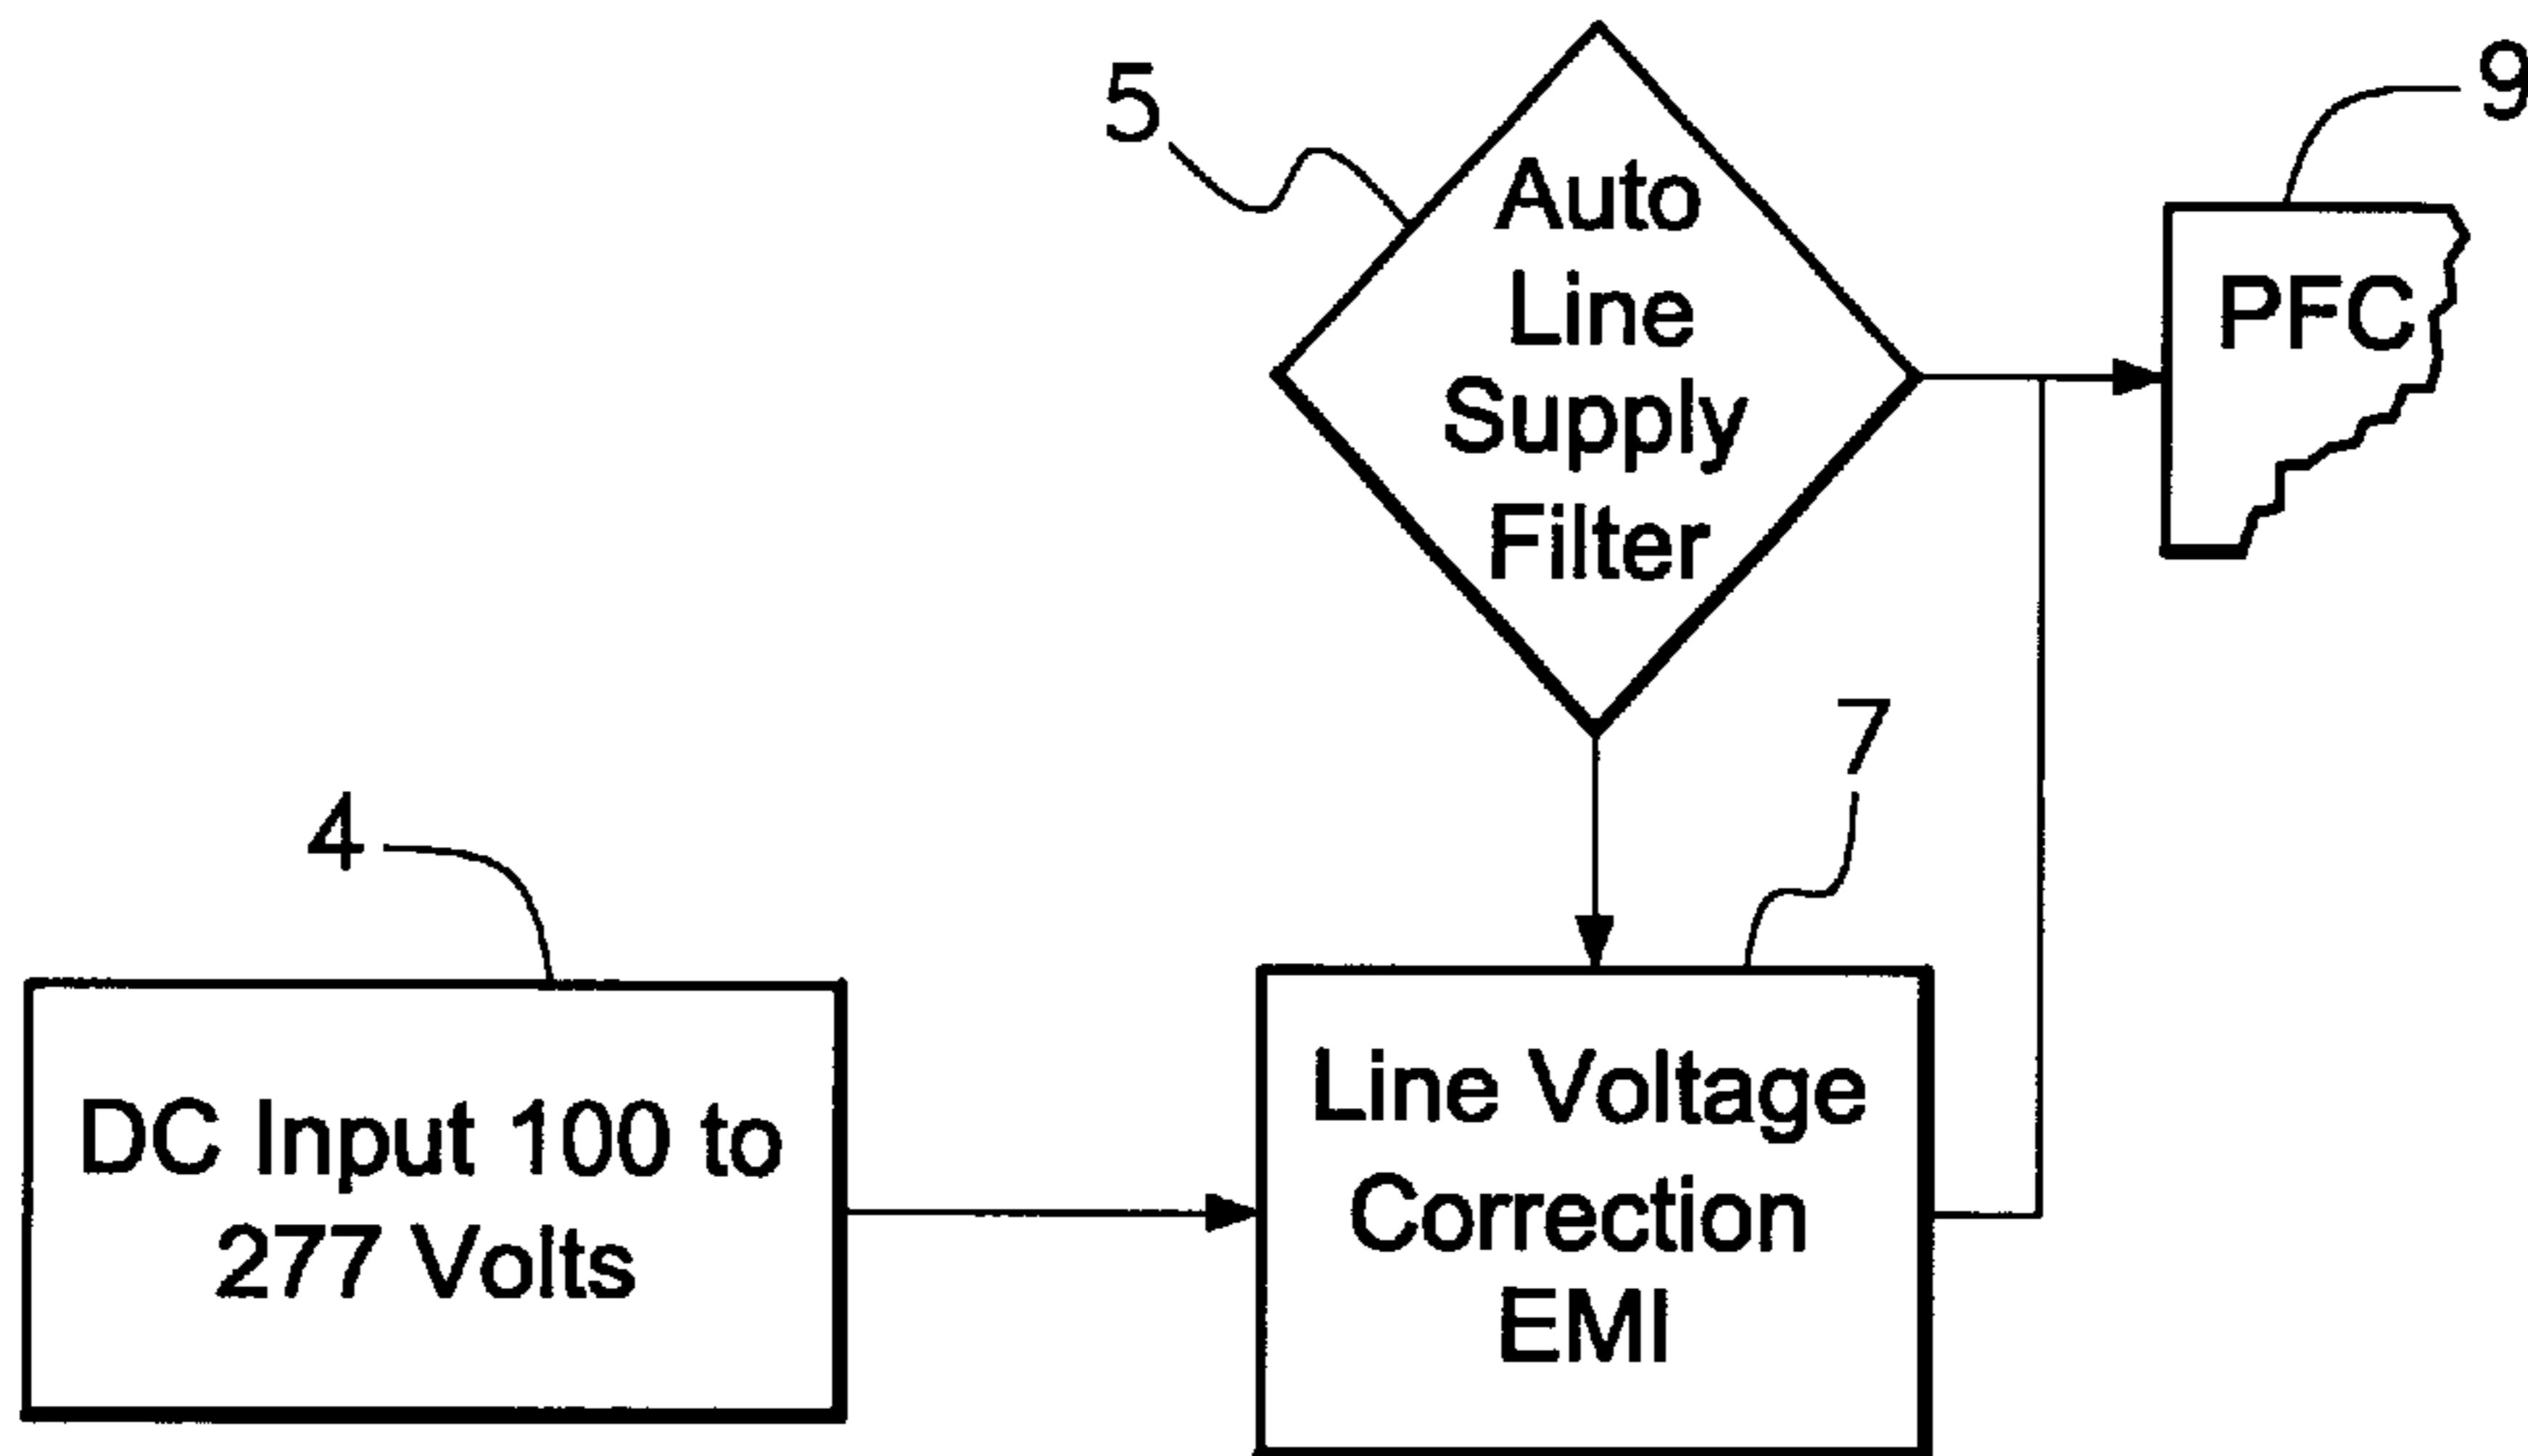 5
Auto
Line
Supply
Filter
9
PFC
4
DC Input 100 to
277 Volts
7
Line Voltage
Correction
EMI